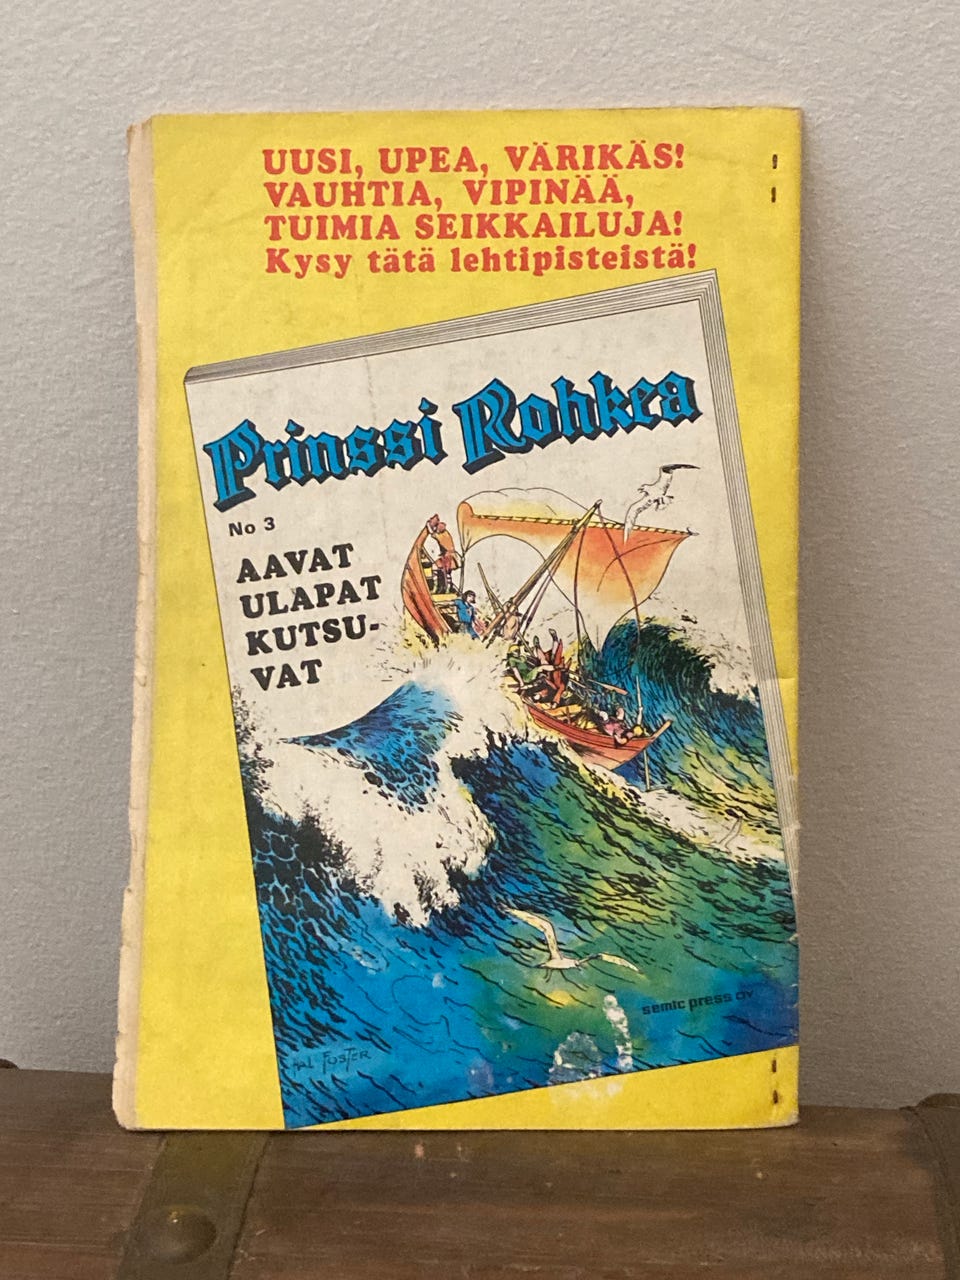 UUSI, UPEA, VÄRIKÄS!
VAUHTIA, VIPINÄÄ,
TUIMIA SEIKKAILUJA!
Kysy tätä lehtipisteistä!
Prinssi Rohkea
No 3
AAVAT
ULAPAT
KUTSU-
VAT
semic press oy
HAL FOSTER